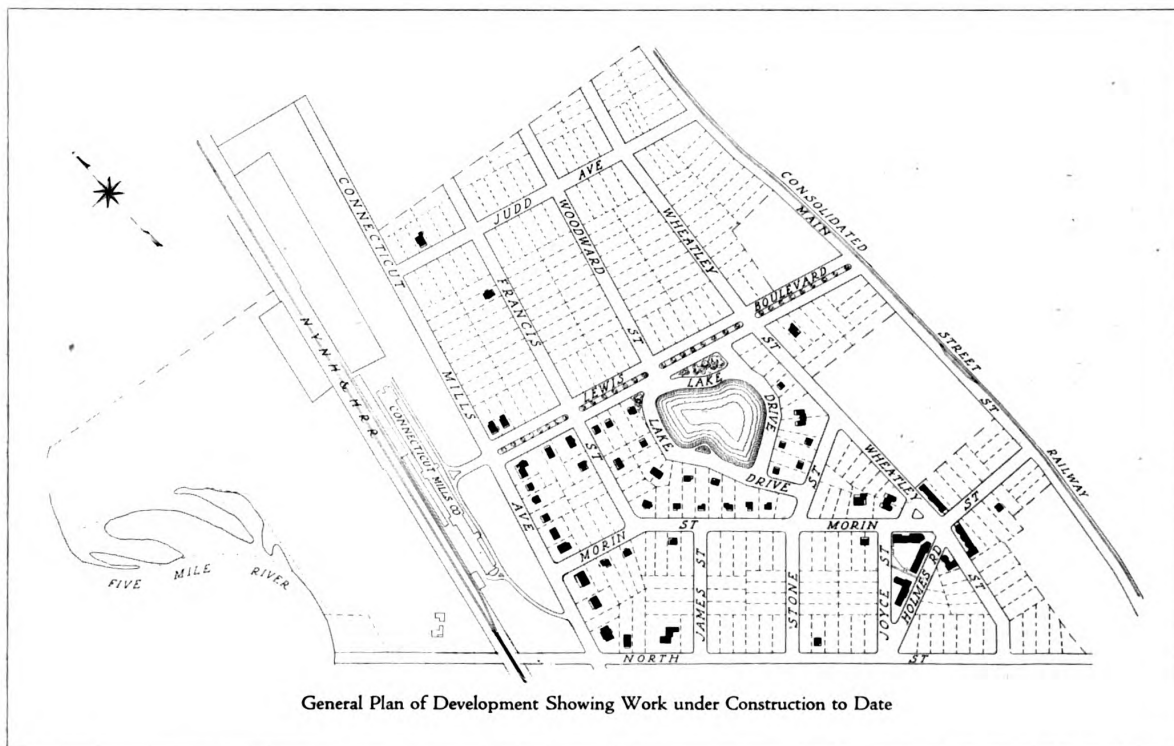 CONNECTICUT
MILLS
AVE
N Y N H & H R R
CONNECTICUT MILLS CO
FIVE MILE RIVER
JUDD AVE
FRANCIS
ST
WOODWARD
ST
WHEATLEY
ST
WHEATLEY
ST
CONSOLIDATED
RAILWAY
MAIN
STREET
ST
LEWIS
BOULEVARD
LAKE
DRIVE
LAKE
DRIVE
ST
MORIN
ST
MORIN
ST
JAMES ST
STONE
JOYCE ST
HOLMES RD
NORTH
ST
General Plan of Development Showing Work under Construction to Date